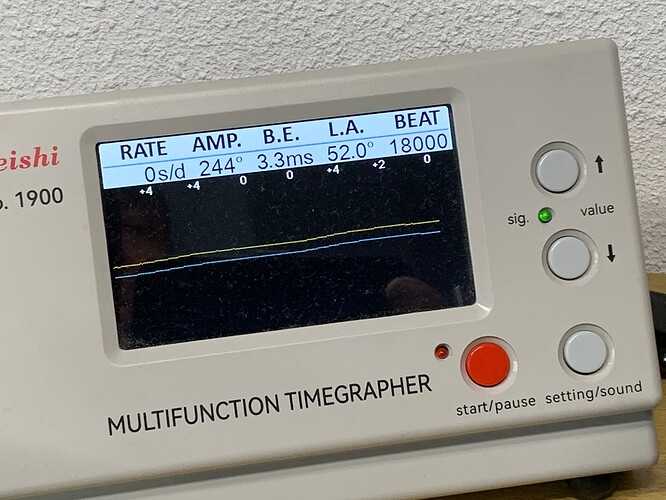 eishi
. 1900
RATE AMP. B.E. L.A. BEAT
0s/d 244° 3.3ms 52.0° 18000
+4 +4 0 0 +4 +2 0
sig.
value
start/pause setting/sound
MULTIFUNCTION TIMEGRAPHER